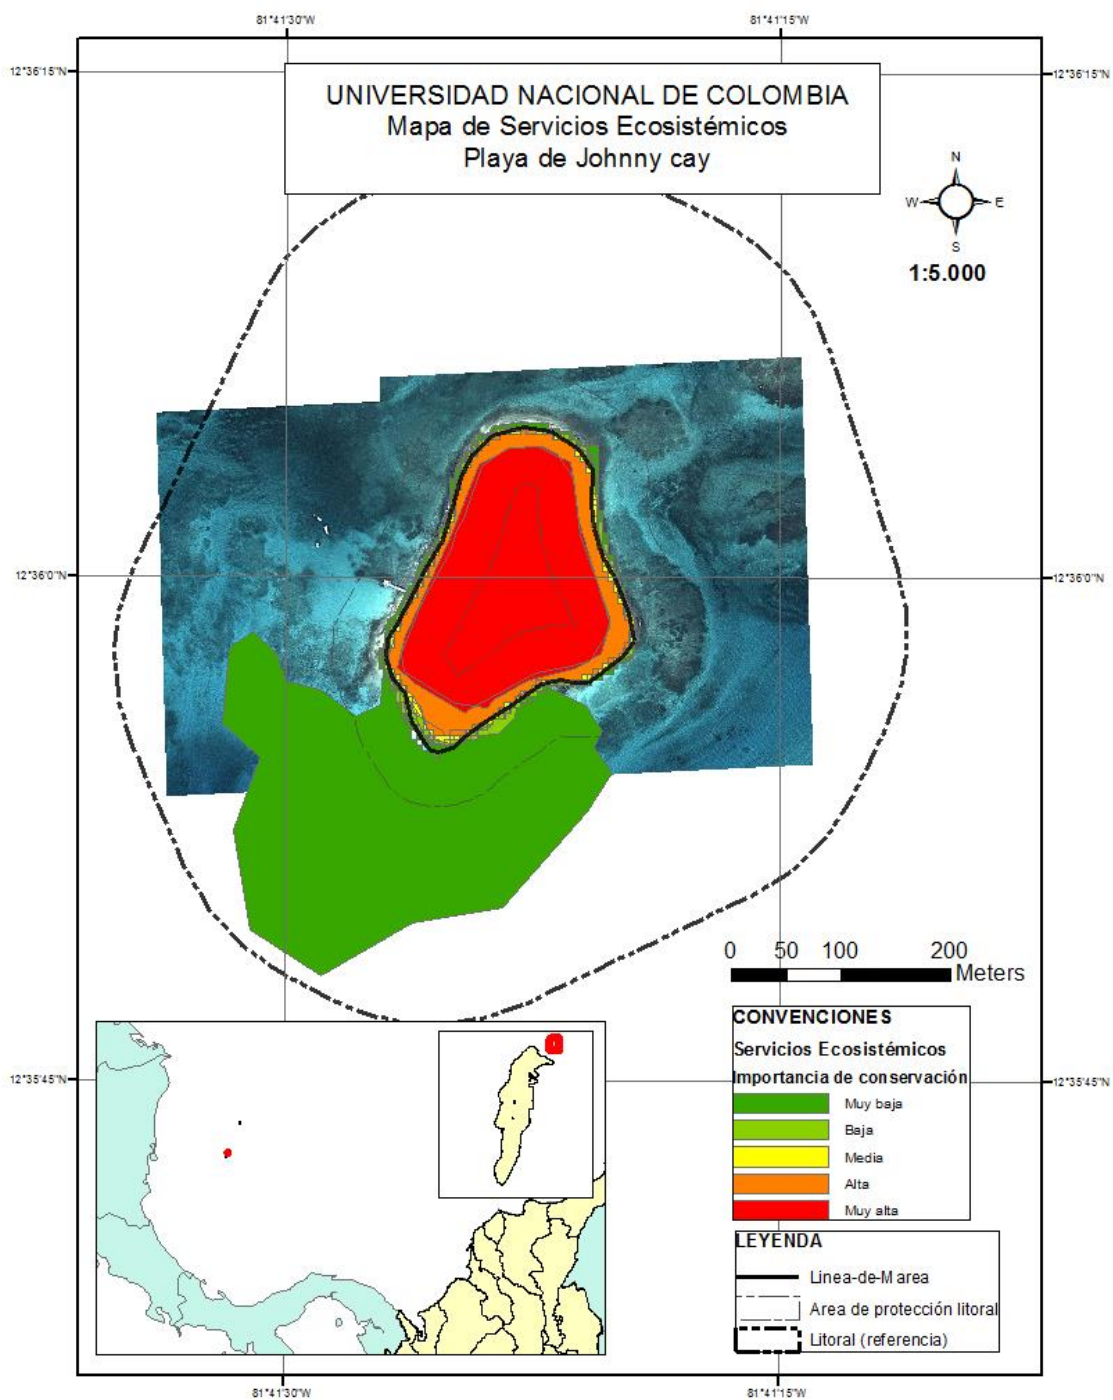 81°41'30"W
81°41'15"W
12°36'15"N
12°36'15"N
UNIVERSIDAD NACIONAL DE COLOMBIA
Mapa de Servicios Ecosistémicos
Playa de Johnny cay
N
W
E
S
1:5.000
12°36'0"N
12°36'0"N
0 50 100 200
Meters
CONVENCIONES
Servicios Ecosistémicos
Importancia de conservación
Muy baja
Baja
Media
Alta
Muy alta
12°35'45"N
12°35'45"N
LEYENDA
Linea-de-Marea
Area de protección litoral
Litoral (referencia)
81°41'30"W
81°41'15"W